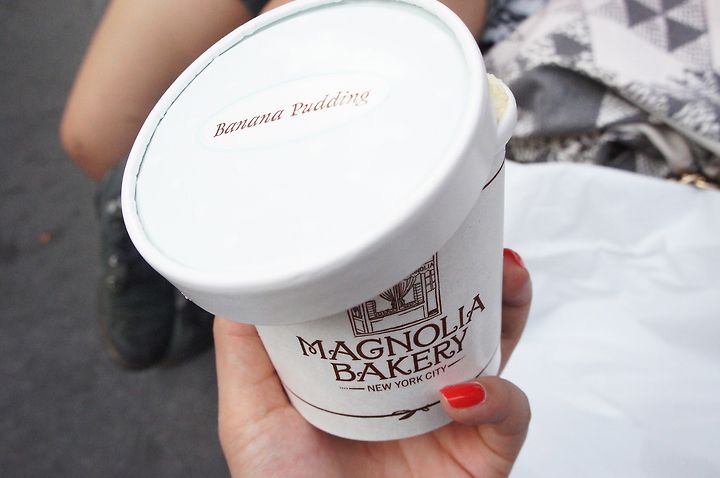 Banana Pudding
MAGNOLIA
BAKERY
NEW YORK CITY